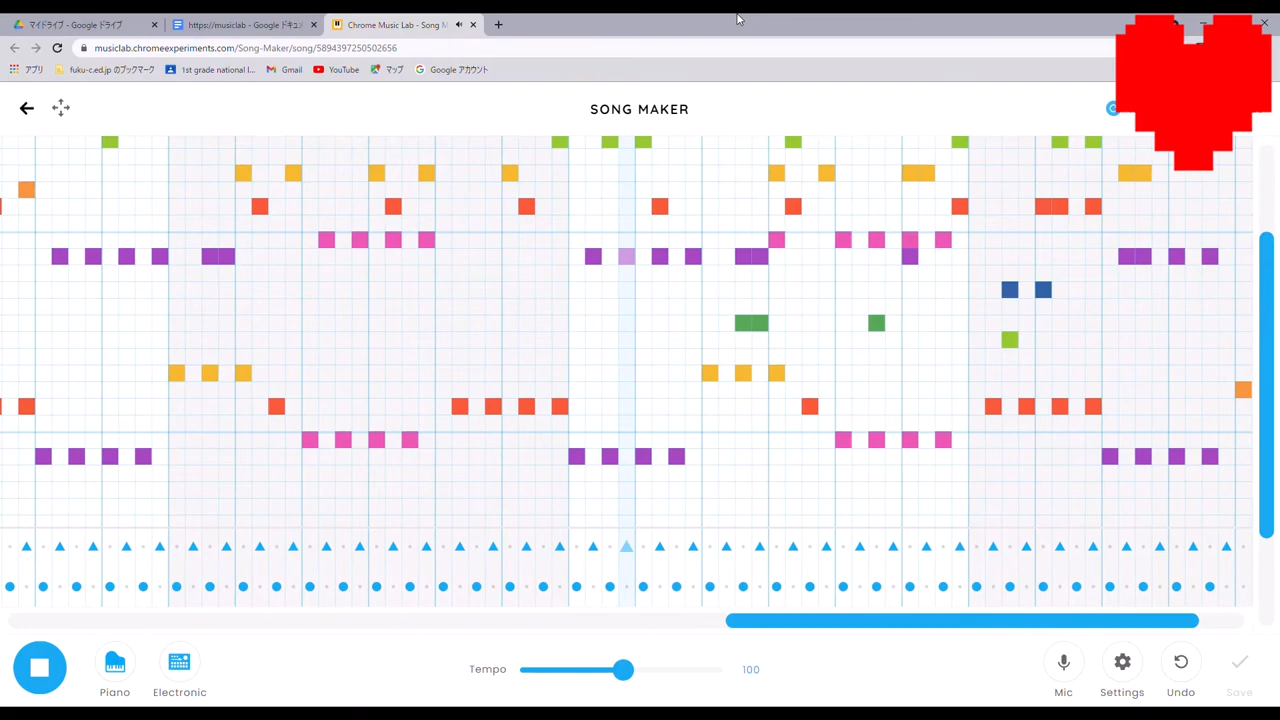 マイドライブ - Google ドライブ
https://musiclab - Google ドキュメ
Chrome Music Lab - Song M
musiclab.chromeexperiments.com/Song-Maker/song/5894397250502656
アプリ
fuku-c.ed.jp のブックマーク
1st grade national l...
Gmail
YouTube
マップ
Google アカウント
SONG MAKER
Tempo
100
Piano
Electronic
Mic
Settings
Undo
Save